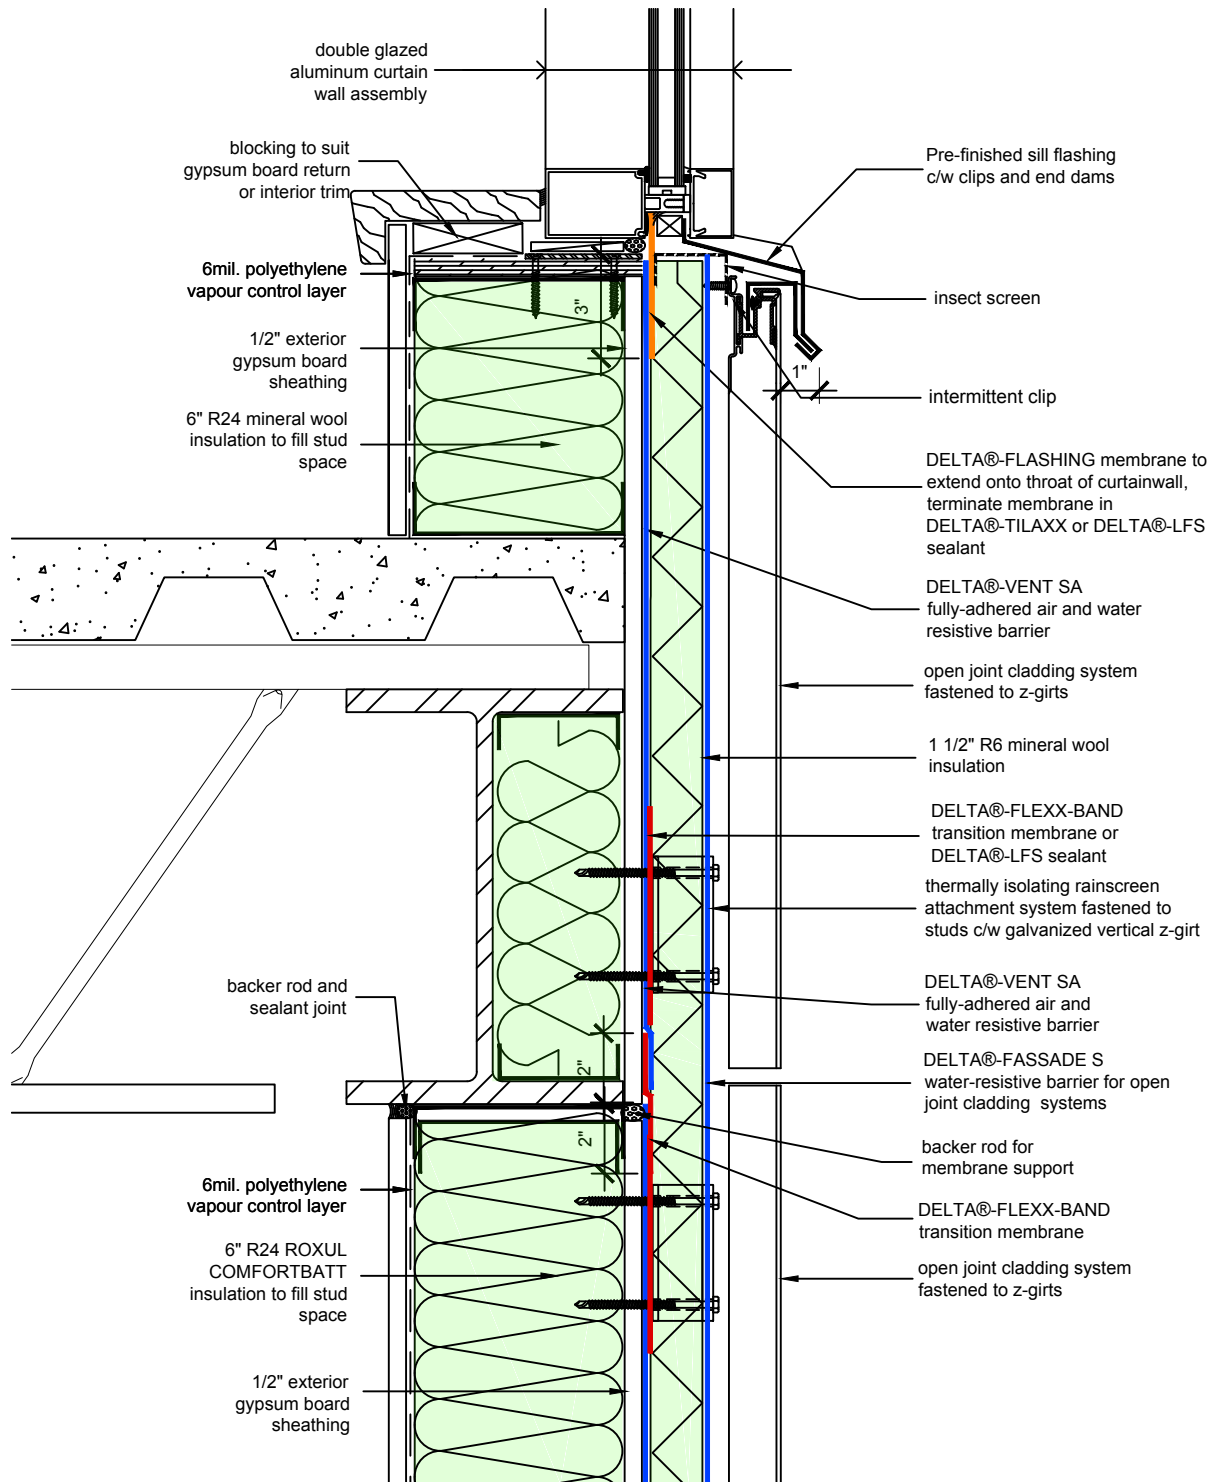 double glazed
aluminum curtain
wall assembly
blocking to suit
gypsum board return
or interior trim
6mil. polyethylene
vapour control layer
1/2" exterior
gypsum board
sheathing
6" R24 mineral wool
insulation to fill stud
space
backer rod and
sealant joint
6mil. polyethylene
vapour control layer
6" R24 ROXUL
COMFORTBATT
insulation to fill stud
space
1/2" exterior
gypsum board
sheathing
3"
2"
2"
1"
Pre-finished sill flashing
c/w clips and end dams
insect screen
intermittent clip
DELTA®-FLASHING membrane to
extend onto throat of curtainwall,
terminate membrane in
DELTA®-TILAXX or DELTA®-LFS
sealant
DELTA®-VENT SA
fully-adhered air and water
resistive barrier
open joint cladding system
fastened to z-girts
1 1/2" R6 mineral wool
insulation
DELTA®-FLEXX-BAND
transition membrane or
DELTA®-LFS sealant
thermally isolating rainscreen
attachment system fastened to
studs c/w galvanized vertical z-girt
DELTA®-VENT SA
fully-adhered air and
water resistive barrier
DELTA®-FASSADE S
water-resistive barrier for open
joint cladding systems
backer rod for
membrane support
DELTA®-FLEXX-BAND
transition membrane
open joint cladding system
fastened to z-girts